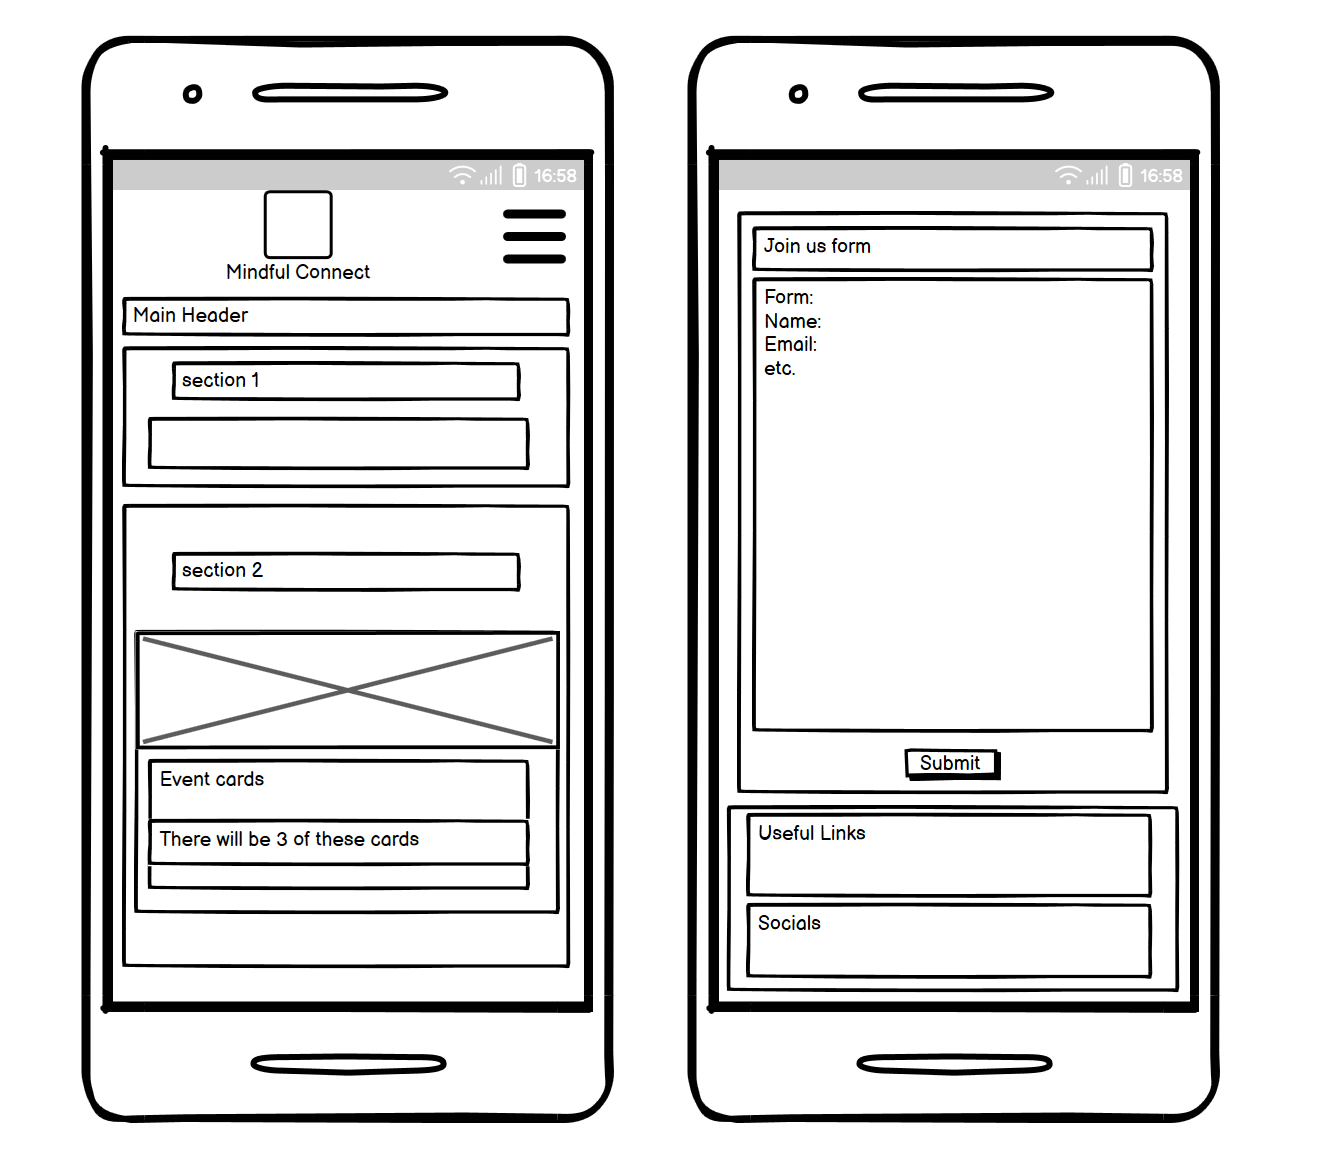 16:58
Mindful Connect
Main Header
section 1
section 2
Event cards
There will be 3 of these cards
16:58
Join us form
Form:
Name:
Email:
etc.
Submit
Useful Links
Socials